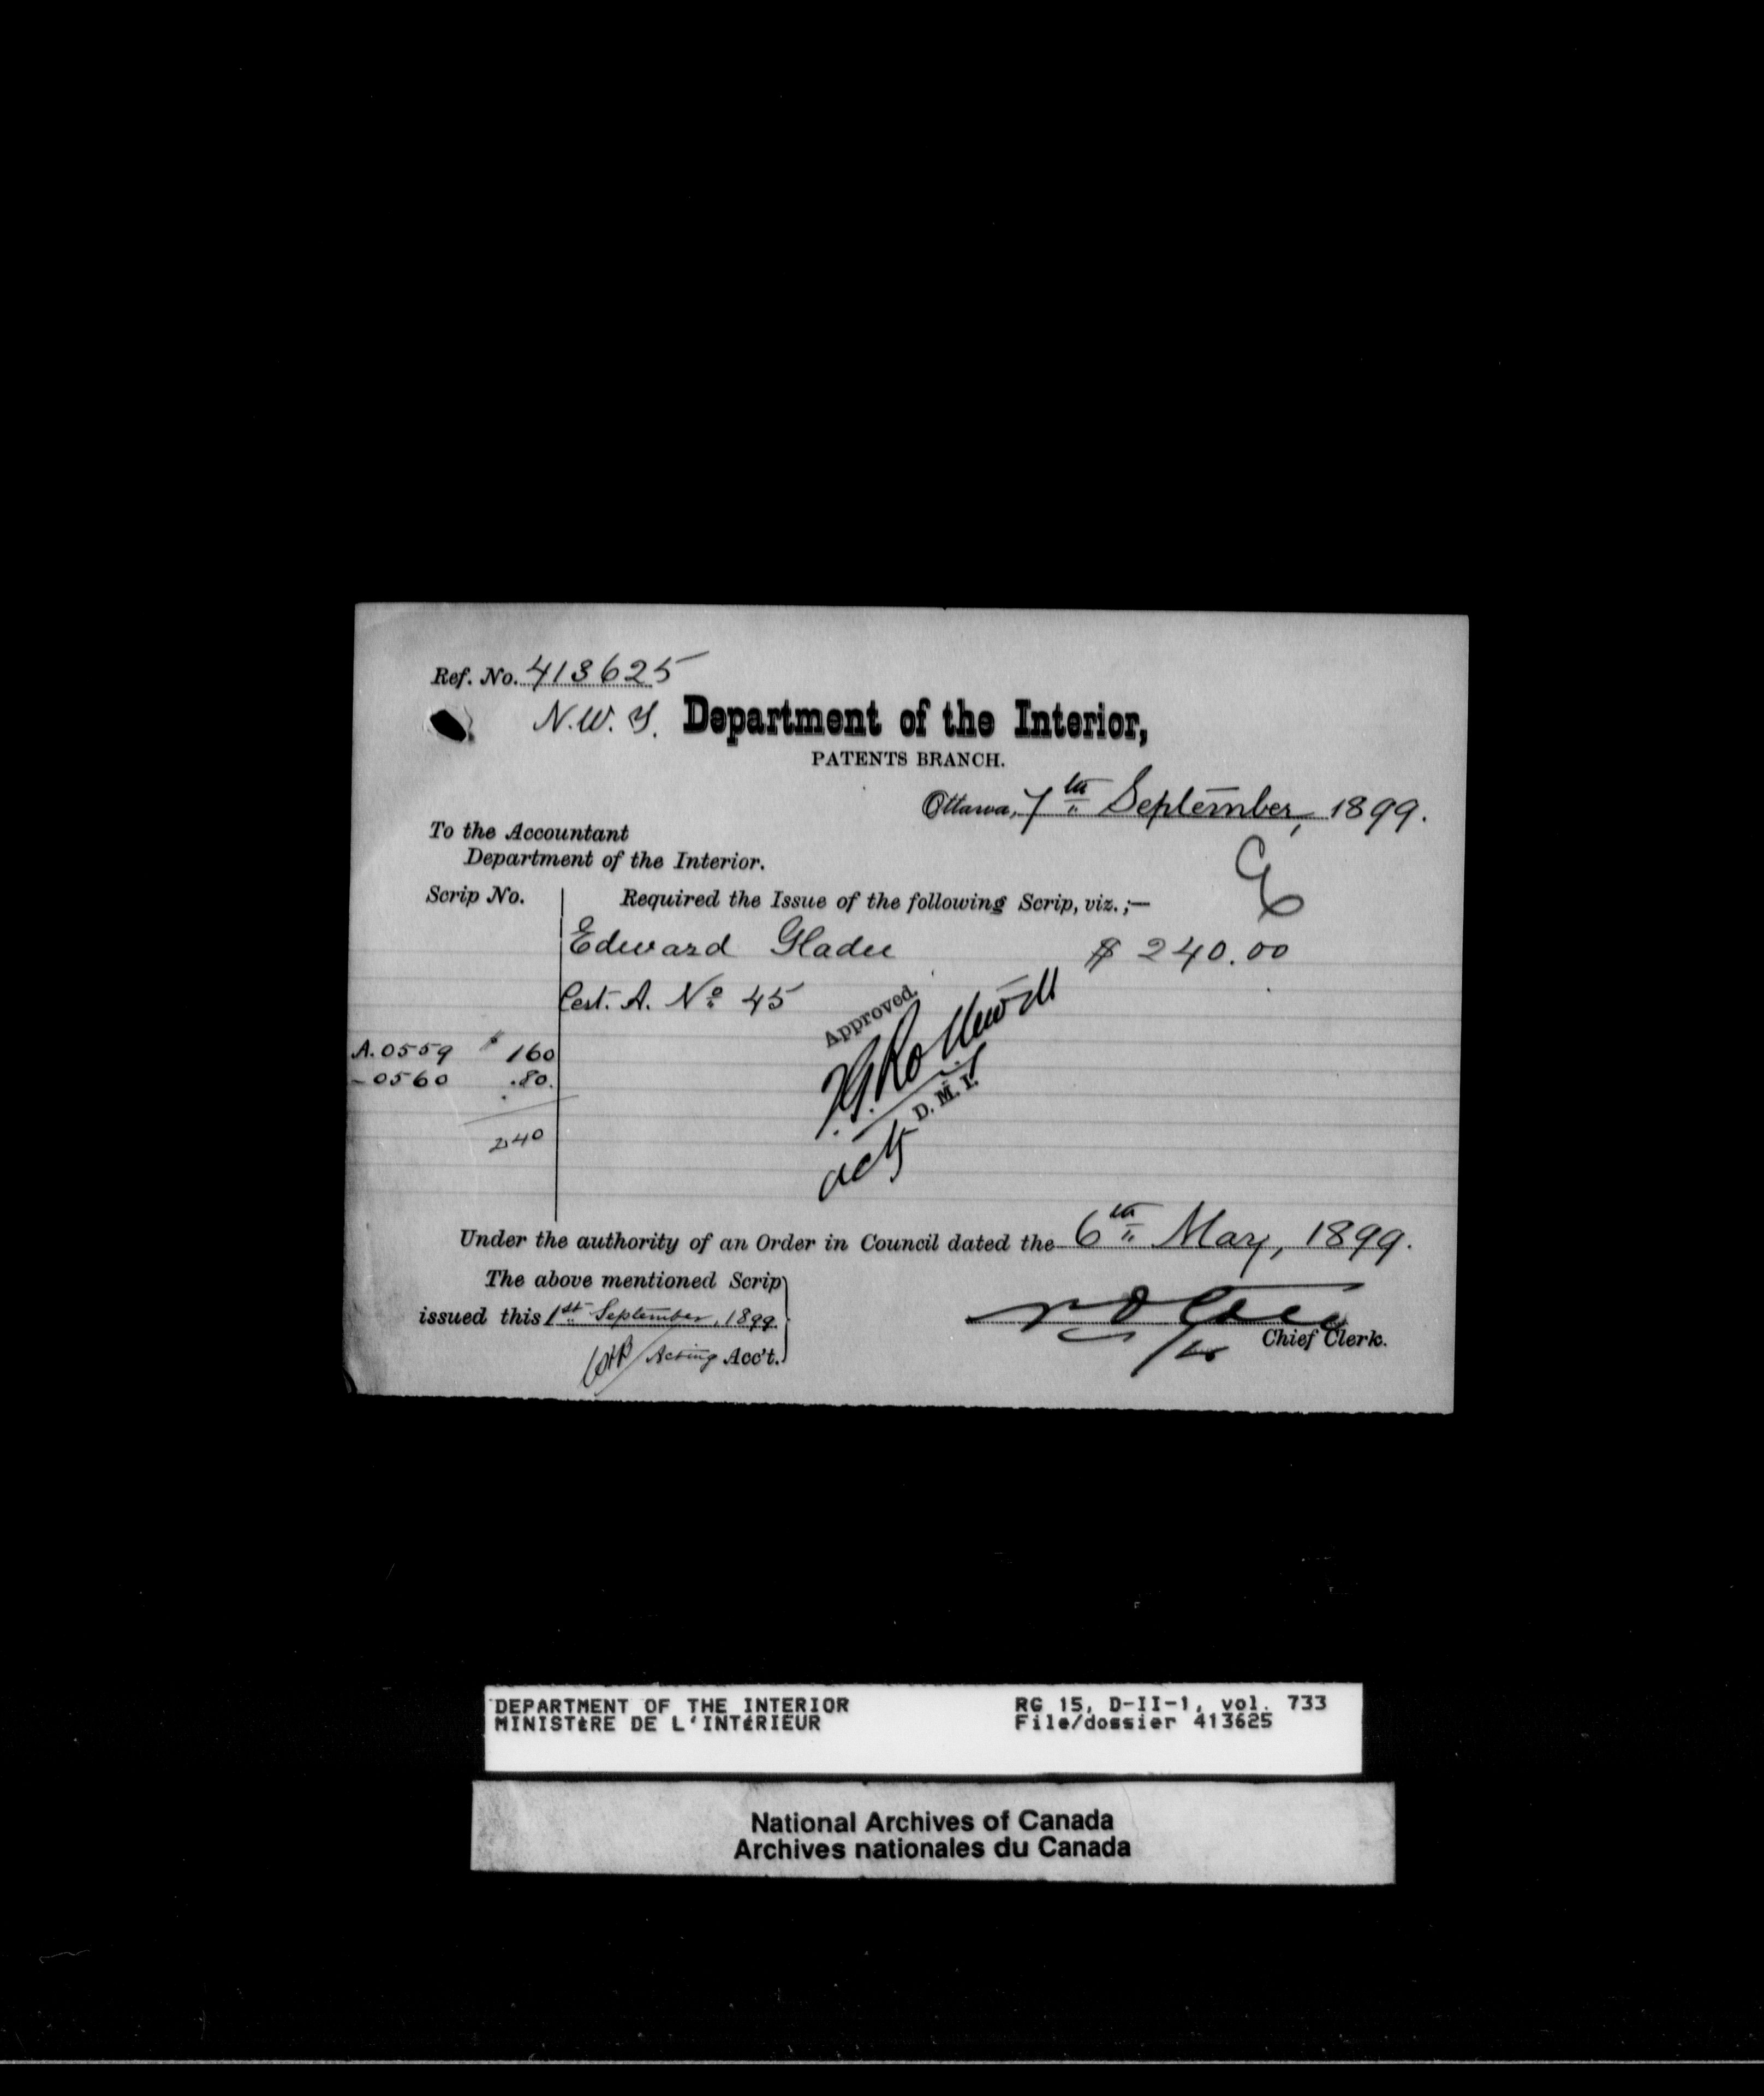 Ref. No. 413625
N.W.T. Department of the Interior,
PATENTS BRANCH.
Ottawa, 7th September, 1899.
To the Accountant
Department of the Interior.
Scrip No. Required the Issue of the following Scrip, viz.;—
Edward Gladu $ 240.00
Cert. A. No 45
Approved.
A. 0559 $ 160
- 0560 .80.
240
D. M. I.
Actg
Under the authority of an Order in Council dated the 6th May, 1899.
The above mentioned Scrip
issued this 1st September, 1899.
Chief Clerk.
Acting Acc't.
DEPARTMENT OF THE INTERIOR RG 15, D-II-1, vol. 733
MINISTÈRE DE L'INTÉRIEUR File/dossier 413625
National Archives of Canada
Archives nationales du Canada